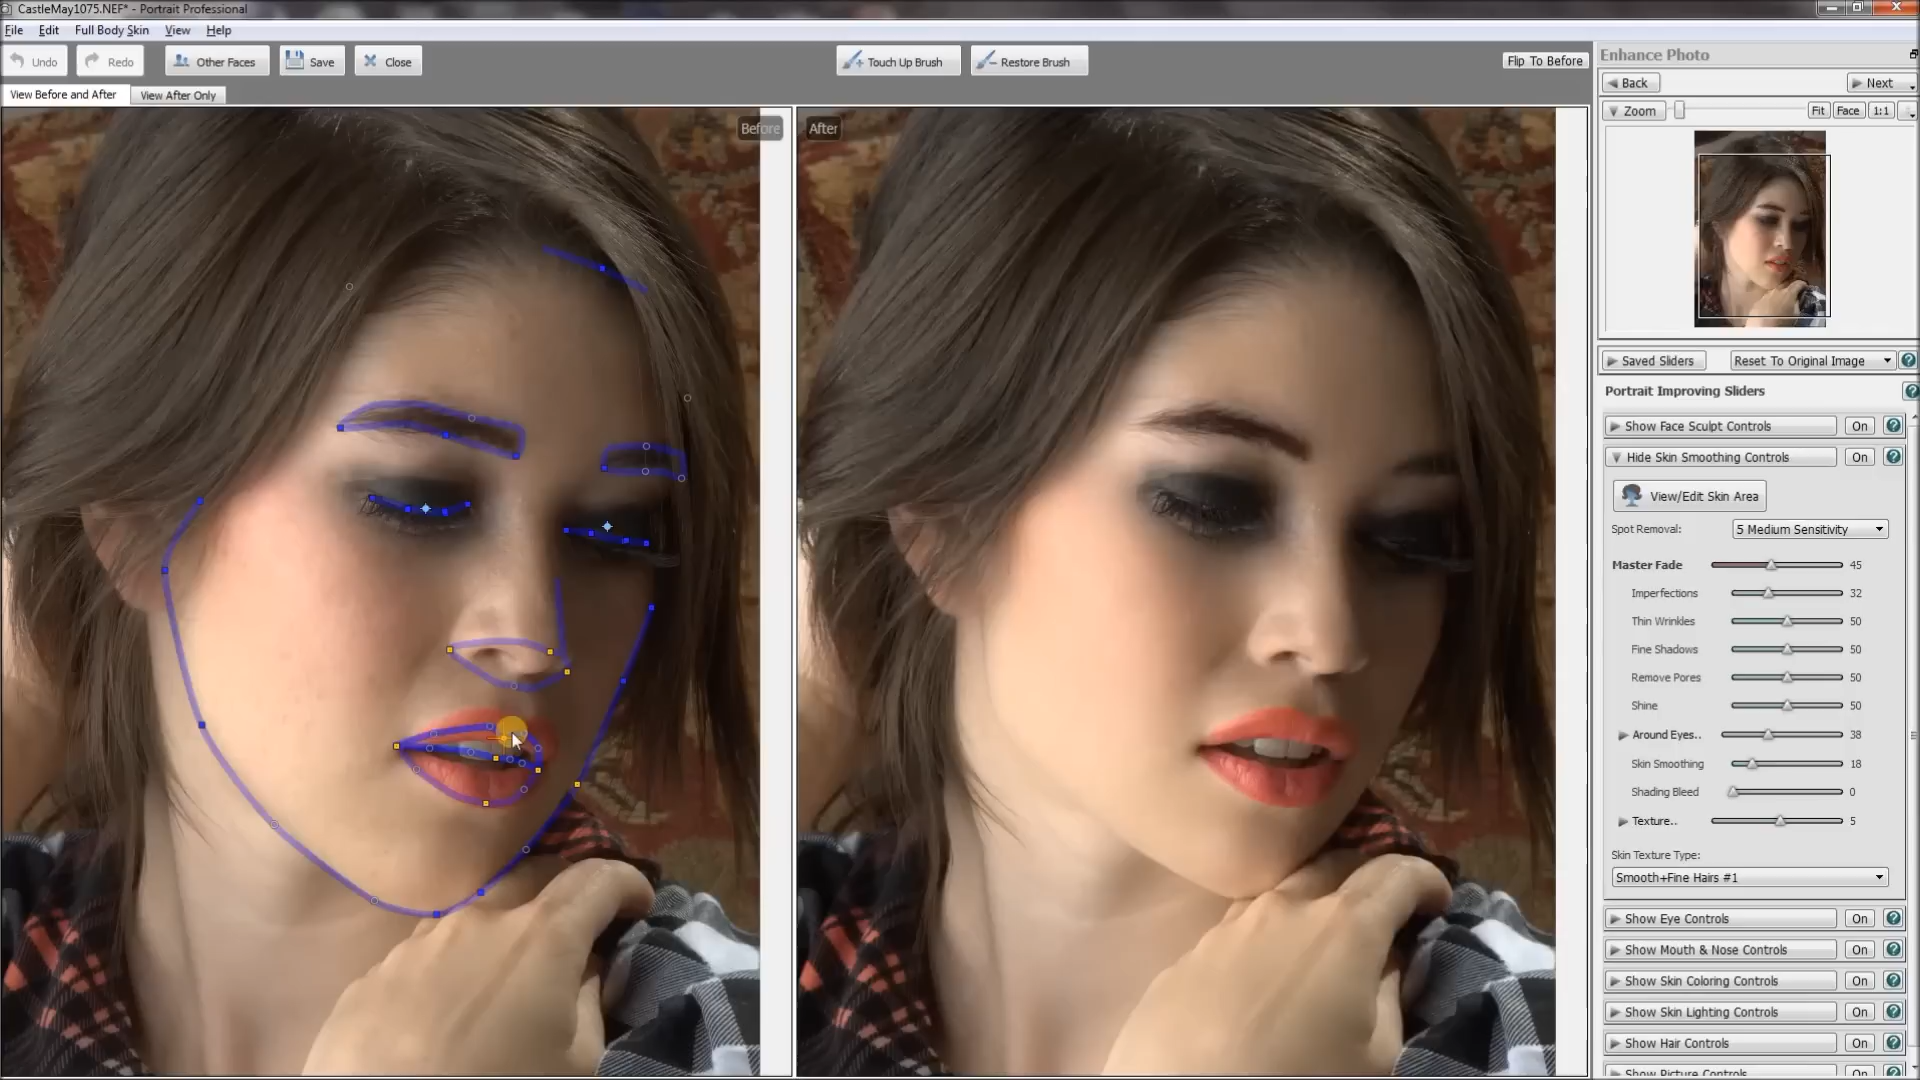 CastleMay1075.NEF* - Portrait Professional
File Edit Full Body Skin View Help
Undo Redo Other Faces Save Close Touch Up Brush Restore Brush Flip To Before
View Before and After View After Only
Before After
Enhance Photo
Back Next
Zoom Fit Face 1:1
Saved Sliders Reset To Original Image ?
Portrait Improving Sliders ?
Show Face Sculpt Controls On ?
Hide Skin Smoothing Controls On ?
View/Edit Skin Area
Spot Removal: 5 Medium Sensitivity
Master Fade 45
Imperfections 32
Thin Wrinkles 50
Fine Shadows 50
Remove Pores 50
Shine 50
Around Eyes.. 38
Skin Smoothing 18
Shading Bleed 0
Texture.. 5
Skin Texture Type:
Smooth+Fine Hairs #1
Show Eye Controls On ?
Show Mouth & Nose Controls On ?
Show Skin Coloring Controls On ?
Show Skin Lighting Controls On ?
Show Hair Controls On ?
Show Picture Controls On ?